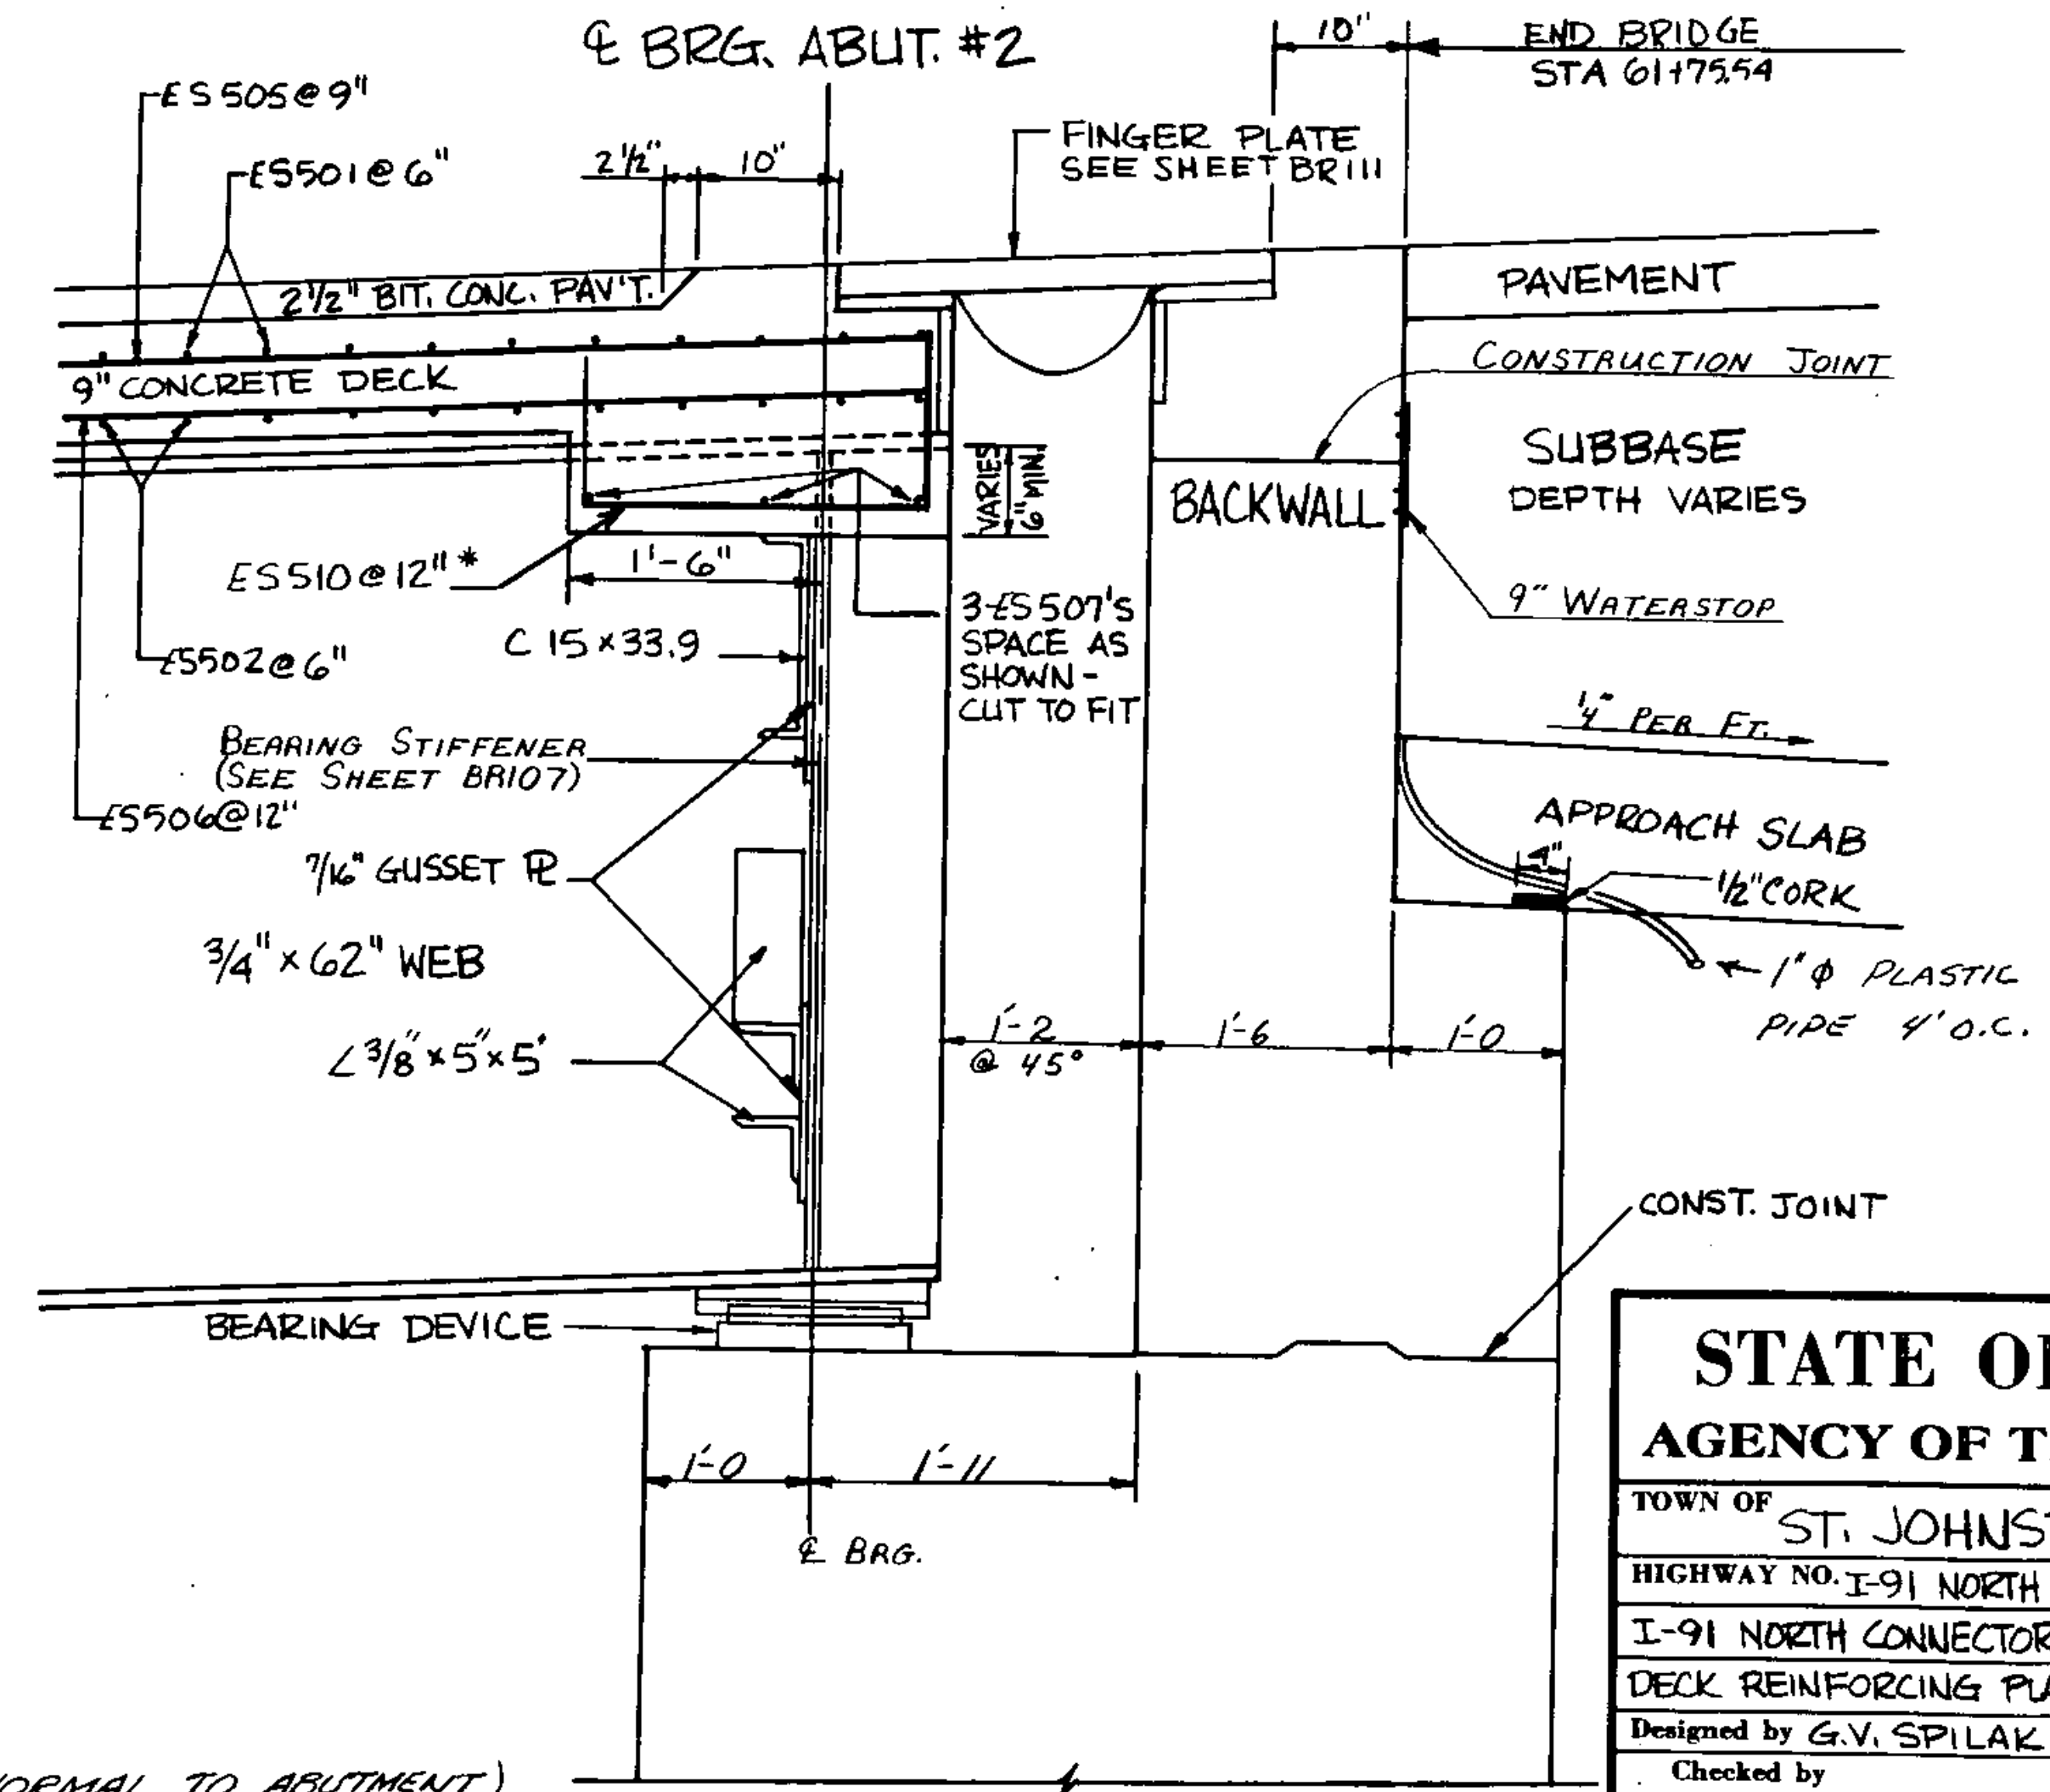 ℄ BRG. ABUT. #2
10"
END BRIDGE
STA 61+75.54
ES505@9"
ES501@6"
2½"
10"
FINGER PLATE
SEE SHEET BR111
2½" BIT. CONC. PAV'T.
PAVEMENT
CONSTRUCTION JOINT
9" CONCRETE DECK
SUBBASE
DEPTH VARIES
VARIES
6" MIN.
BACKWALL
ES510@12"*
1'-6"
9" WATERSTOP
3-ES507'S
SPACE AS
SHOWN -
CUT TO FIT
C 15×33.9
ES502@6"
¼" PER FT.
BEARING STIFFENER
(SEE SHEET BR107)
ES506@12"
APPROACH SLAB
4"
½" CORK
7/16" GUSSET ⅊
¾" × 62" WEB
1" ϕ PLASTIC
PIPE 4' O.C.
1'-2
@ 45°
1'-6
1'-0
∠ 3/8" × 5" × 5"
CONST. JOINT
BEARING DEVICE
1'-0
1'-11
℄ BRG.
STATE OF
AGENCY OF T
TOWN OF ST. JOHNST
HIGHWAY NO. I-91 NORTH
I-91 NORTH CONNECTOR
DECK REINFORCING PLA
Designed by G.V. SPILAK
Checked by
ORMAL TO ABUTMENT)